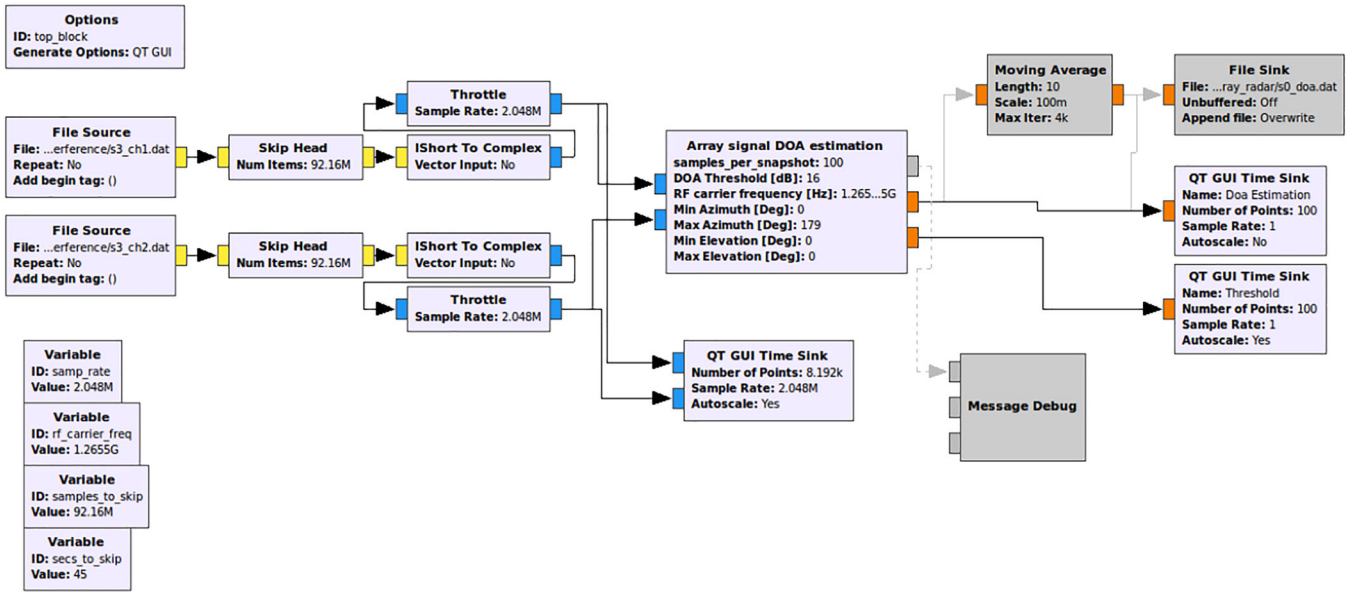 Options
ID: top_block
Generate Options: QT GUI
File Source
File: ...erference/s3_ch1.dat
Repeat: No
Add begin tag: ()
Skip Head
Num Items: 92.16M
Throttle
Sample Rate: 2.048M
IShort To Complex
Vector Input: No
File Source
File: ...erference/s3_ch2.dat
Repeat: No
Add begin tag: ()
Skip Head
Num Items: 92.16M
IShort To Complex
Vector Input: No
Throttle
Sample Rate: 2.048M
Array signal DOA estimation
samples_per_snapshot: 100
DOA Threshold [dB]: 16
RF carrier frequency [Hz]: 1.265...5G
Min Azimuth [Deg]: 0
Max Azimuth [Deg]: 179
Min Elevation [Deg]: 0
Max Elevation [Deg]: 0
Moving Average
Length: 10
Scale: 100m
Max Iter: 4k
File Sink
File: ...ray_radar/s0_doa.dat
Unbuffered: Off
Append file: Overwrite
QT GUI Time Sink
Name: Doa Estimation
Number of Points: 100
Sample Rate: 1
Autoscale: No
QT GUI Time Sink
Name: Threshold
Number of Points: 100
Sample Rate: 1
Autoscale: Yes
QT GUI Time Sink
Number of Points: 8.192k
Sample Rate: 2.048M
Autoscale: Yes
Message Debug
Variable
ID: samp_rate
Value: 2.048M
Variable
ID: rf_carrier_freq
Value: 1.2655G
Variable
ID: samples_to_skip
Value: 92.16M
Variable
ID: secs_to_skip
Value: 45